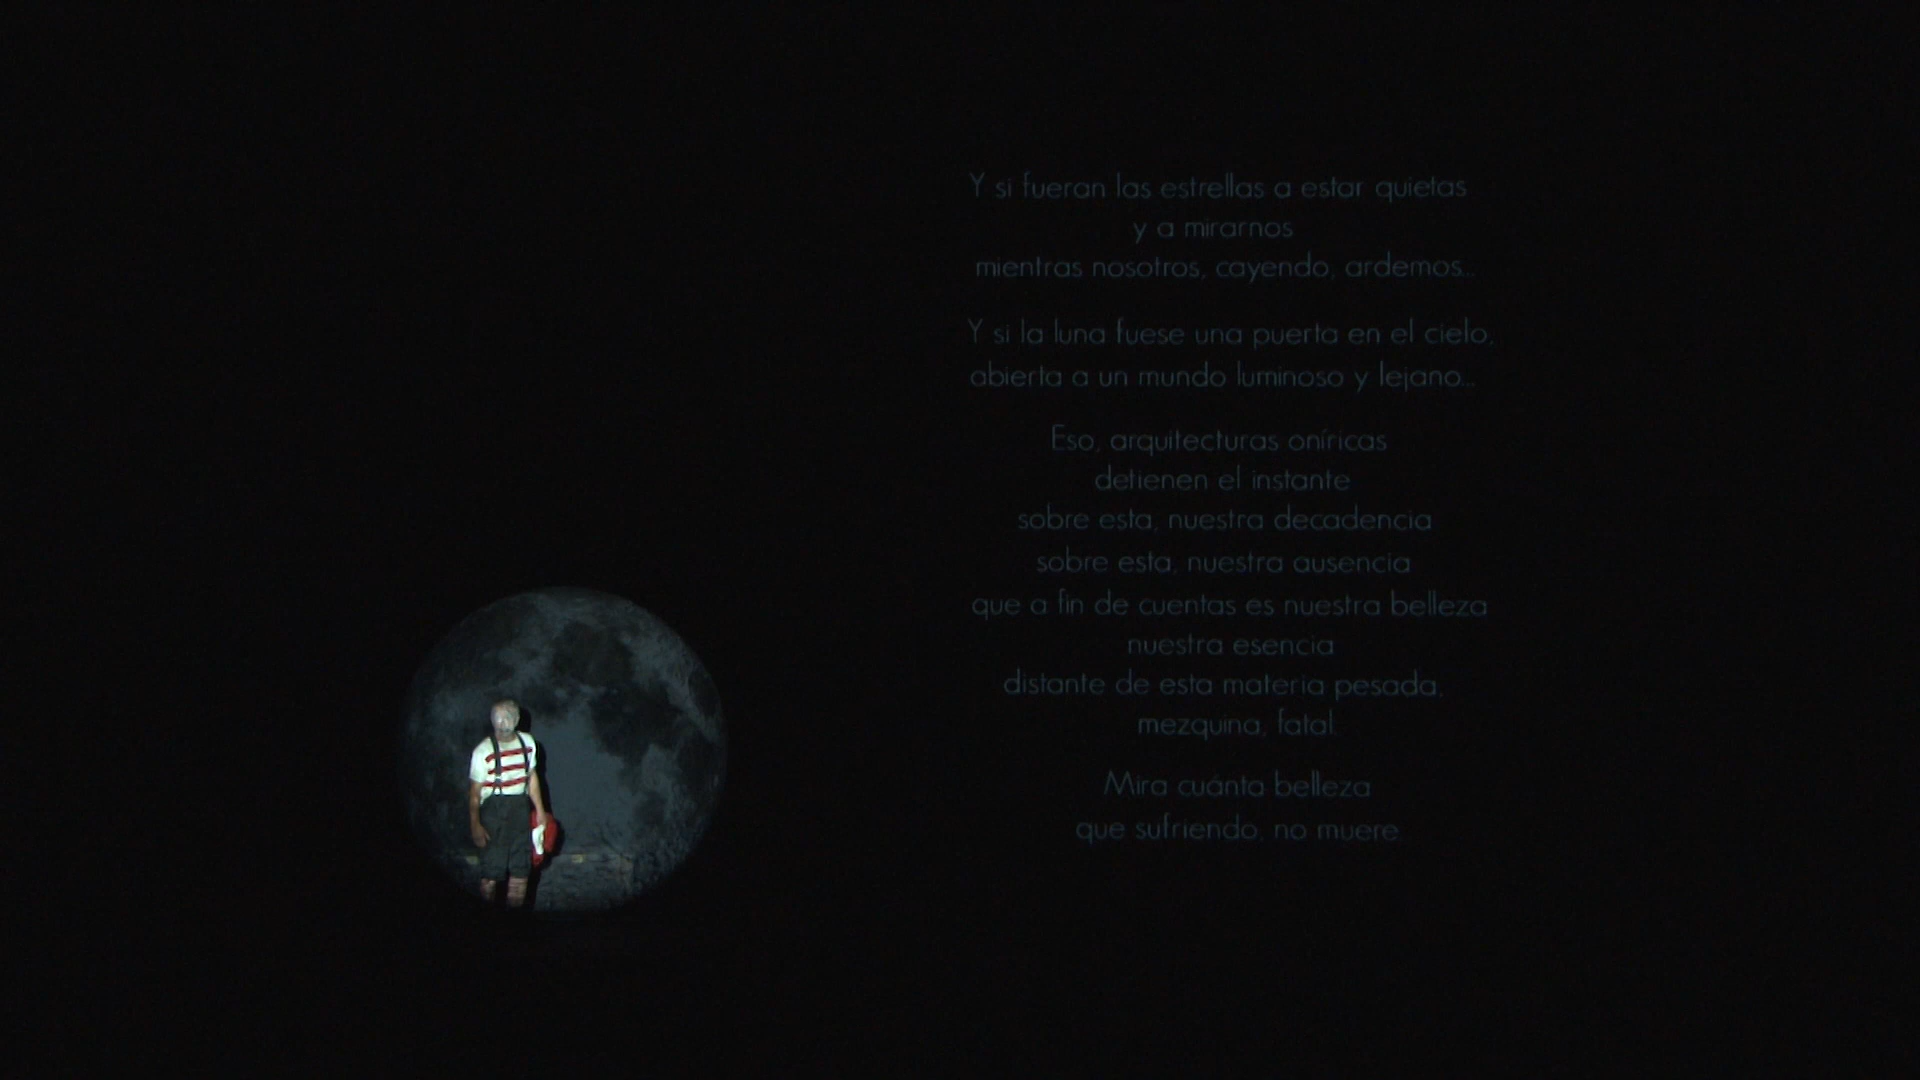 Y si fueran las estrellas a estar quietas
y a mirarnos
mientras nosotros, cayendo, ardemos...
Y si la luna fuese una puerta en el cielo,
abierta a un mundo luminoso y lejano...
Eso, arquitecturas oníricas
detienen el instante
sobre esta, nuestra decadencia
sobre esta, nuestra ausencia
que a fin de cuentas es nuestra belleza
nuestra esencia
distante de esta materia pesada,
mezquina, fatal.
Mira cuánta belleza
que sufriendo, no muere.